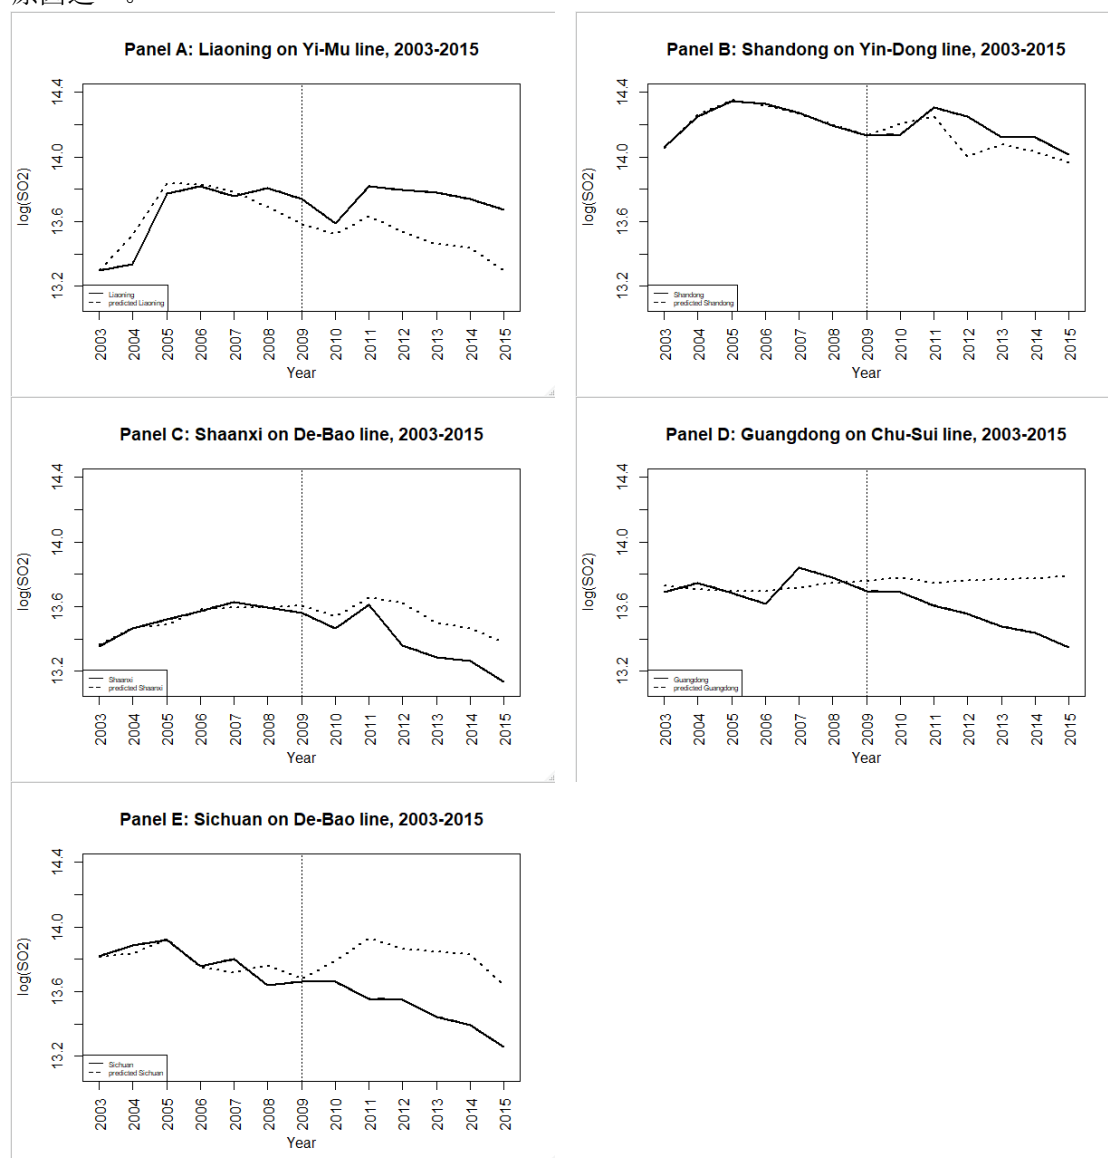 Panel A: Liaoning on Yi-Mu line, 2003-2015
log(SO2)
14.4
14.0
13.6
13.2
Liaoning
predicted Liaoning
2003 2004 2005 2006 2007 2008 2009 2010 2011 2012 2013 2014 2015
Year
Panel B: Shandong on Yin-Dong line, 2003-2015
log(SO2)
14.4
14.0
13.6
13.2
Shandong
predicted Shandong
2003 2004 2005 2006 2007 2008 2009 2010 2011 2012 2013 2014 2015
Year
Panel C: Shaanxi on De-Bao line, 2003-2015
log(SO2)
14.4
14.0
13.6
13.2
Shaanxi
predicted Shaanxi
2003 2004 2005 2006 2007 2008 2009 2010 2011 2012 2013 2014 2015
Year
Panel D: Guangdong on Chu-Sui line, 2003-2015
log(SO2)
14.4
14.0
13.6
13.2
Guangdong
predicted Guangdong
2003 2004 2005 2006 2007 2008 2009 2010 2011 2012 2013 2014 2015
Year
Panel E: Sichuan on De-Bao line, 2003-2015
log(SO2)
14.4
14.0
13.6
13.2
Sichuan
predicted Sichuan
2003 2004 2005 2006 2007 2008 2009 2010 2011 2012 2013 2014 2015
Year